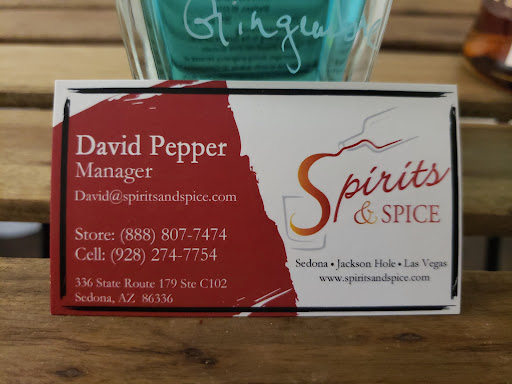 Gingembre
David Pepper
Manager
David@spiritsandspice.com
Store: (888) 807-7474
Cell: (928) 274-7754
336 State Route 179 Ste C102
Sedona, AZ 86336
Spirits
& SPICE
Sedona • Jackson Hole • Las Vegas
www.spiritsandspice.com